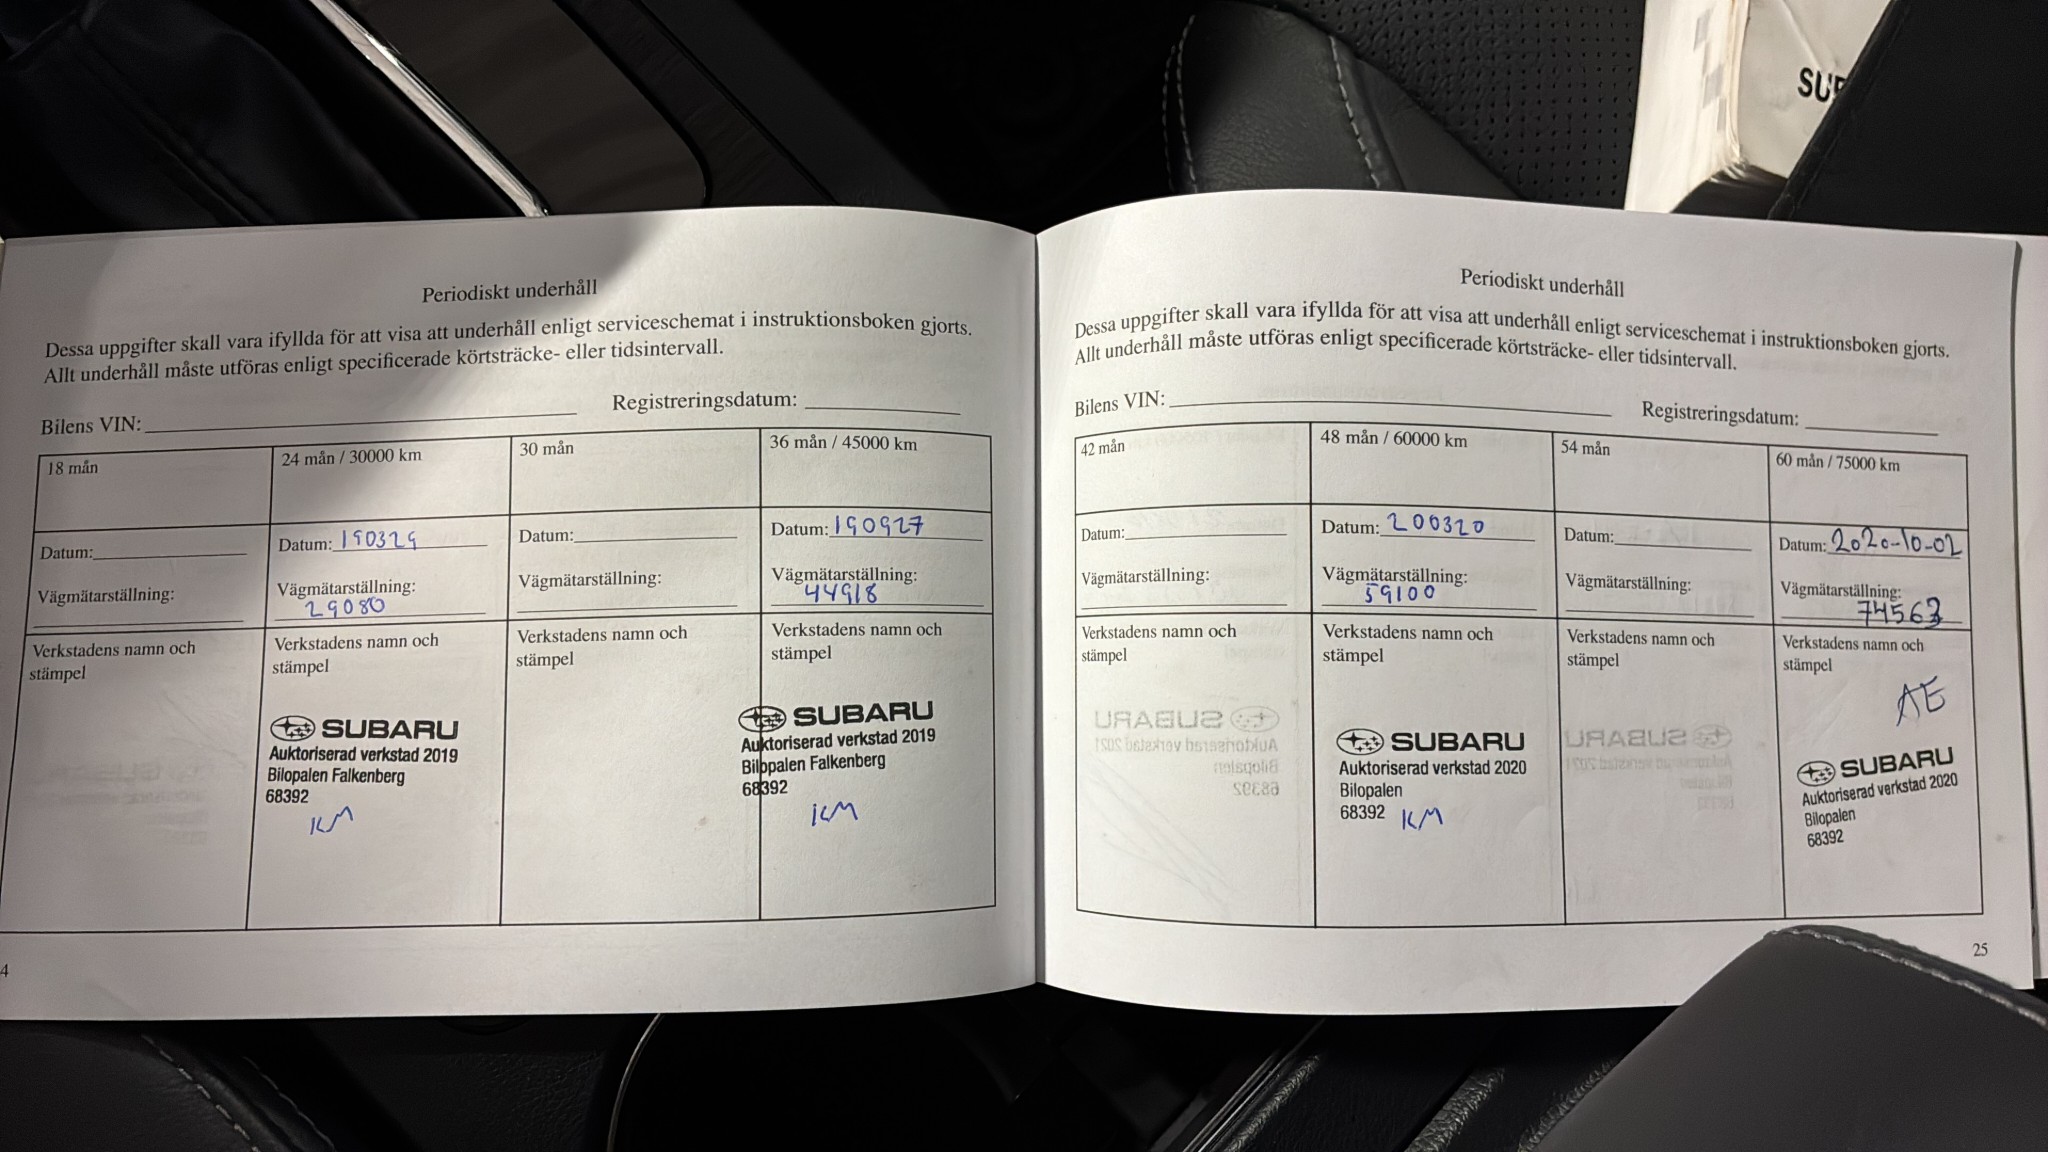 SU
Periodiskt underhåll
Dessa uppgifter skall vara ifyllda för att visa att underhåll enligt serviceschemat i instruktionsboken gjorts.
Allt underhåll måste utföras enligt specificerade körtsträcke- eller tidsintervall.
Bilens VIN:
Registreringsdatum:
18 mån
Datum:
Vägmätarställning:
Verkstadens namn och
stämpel
24 mån / 30000 km
Datum: 190329
Vägmätarställning:
29080
Verkstadens namn och
stämpel
SUBARU
Auktoriserad verkstad 2019
Bilopalen Falkenberg
68392
KM
30 mån
Datum:
Vägmätarställning:
Verkstadens namn och
stämpel
36 mån / 45000 km
Datum: 190927
Vägmätarställning:
44918
Verkstadens namn och
stämpel
SUBARU
Auktoriserad verkstad 2019
Bilopalen Falkenberg
68392
KM
4
Periodiskt underhåll
Dessa uppgifter skall vara ifyllda för att visa att underhåll enligt serviceschemat i instruktionsboken gjorts.
Allt underhåll måste utföras enligt specificerade körtsträcke- eller tidsintervall.
Bilens VIN:
Registreringsdatum:
42 mån
Datum:
Vägmätarställning:
Verkstadens namn och
stämpel
48 mån / 60000 km
Datum: 200320
Vägmätarställning:
59100
Verkstadens namn och
stämpel
SUBARU
Auktoriserad verkstad 2020
Bilopalen
68392 KM
54 mån
Datum:
Vägmätarställning:
Verkstadens namn och
stämpel
60 mån / 75000 km
Datum: 2020-10-02
Vägmätarställning:
74563
Verkstadens namn och
stämpel
AE
SUBARU
Auktoriserad verkstad 2020
Bilopalen
68392
25